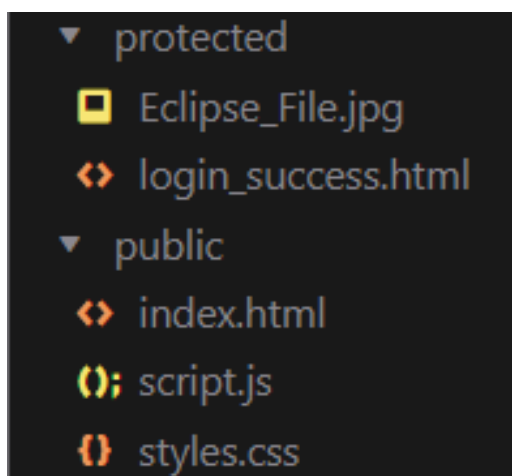 protected
Eclipse_File.jpg
login_success.html
public
index.html
script.js
styles.css